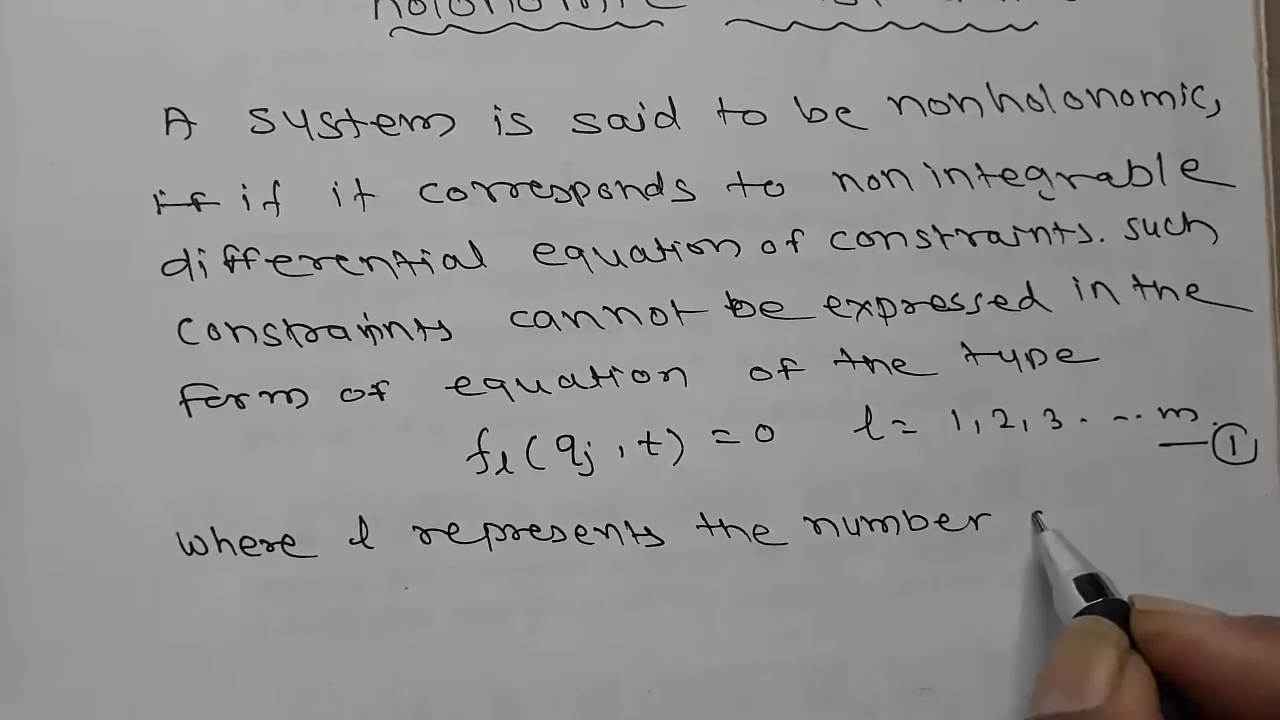 A system is said to be nonholonomic,
if if it corresponds to non integrable
differential equation of constraints. such
constraints cannot be expressed in the
form of equation of the type
fl(qj, t) = 0 l = 1, 2, 3 . . . . m. —①
where l represents the number